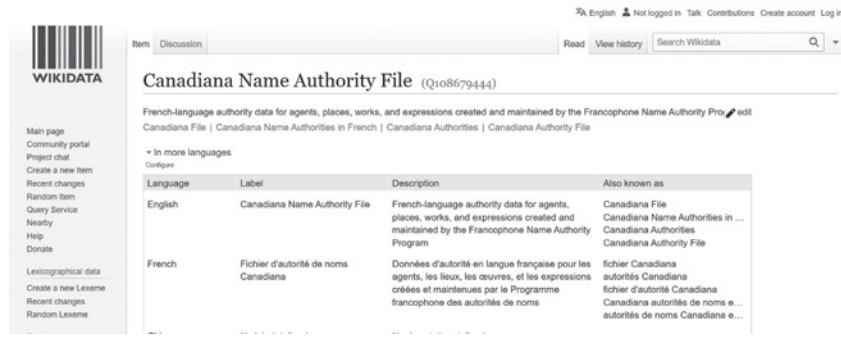 English Not logged in Talk Contributions Create account Log in
Item Discussion Read View history Search Wikidata
WIKIDATA
Canadiana Name Authority File (Q108679444)
French-language authority data for agents, places, works, and expressions created and maintained by the Francophone Name Authority edit
Canadiana File | Canadiana Name Authorities in French | Canadiana Authorities | Canadiana Authority File
In more languages
Configure
Main page
Community portal
Project chat
Create a new Item
Recent changes
Random Item
Query Service
Nearby
Help
Donate
Lexicographical data
Create a new Lexeme
Recent changes
Random Lexeme
Language Label Description Also known as
English Canadiana Name Authority File French-language authority data for agents, Canadiana File
places, works, and expressions created and Canadiana Name Authorities in ...
maintained by the Francophone Name Authority Canadiana Authorities
Program Canadiana Authority File
French Fichier d'autorité de noms Données d'autorité en langue française pour les fichier Canadiana
Canadiana agents, les lieux, les œuvres, et les expressions autorités Canadiana
créées et maintenues par le Programme fichier d'autorité Canadiana
francophone des autorités de noms Canadiana autorités de noms e...
autorités de noms Canadiana e...